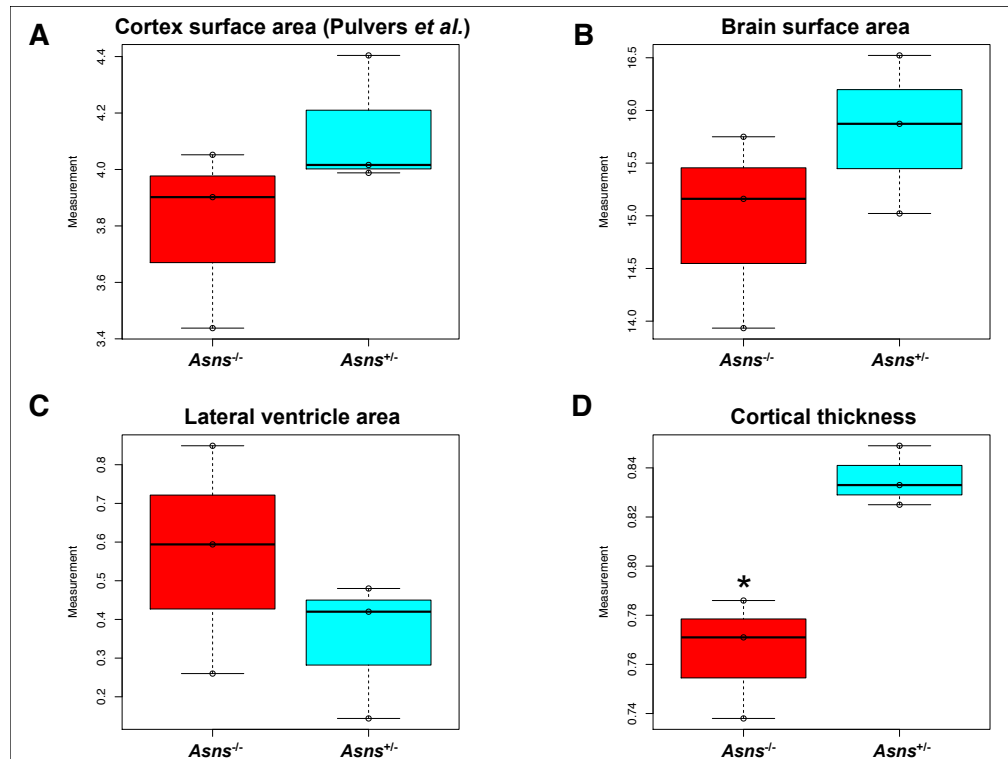 A
Cortex surface area (Pulvers et al.)
Measurement
4.4
4.2
4.0
3.8
3.6
3.4
Asns-/-
Asns+/-
B
Brain surface area
Measurement
16.5
16.0
15.5
15.0
14.5
14.0
Asns-/-
Asns+/-
C
Lateral ventricle area
Measurement
0.8
0.7
0.6
0.5
0.4
0.3
0.2
Asns-/-
Asns+/-
D
Cortical thickness
Measurement
0.84
0.82
0.80
0.78
0.76
0.74
*
Asns-/-
Asns+/-